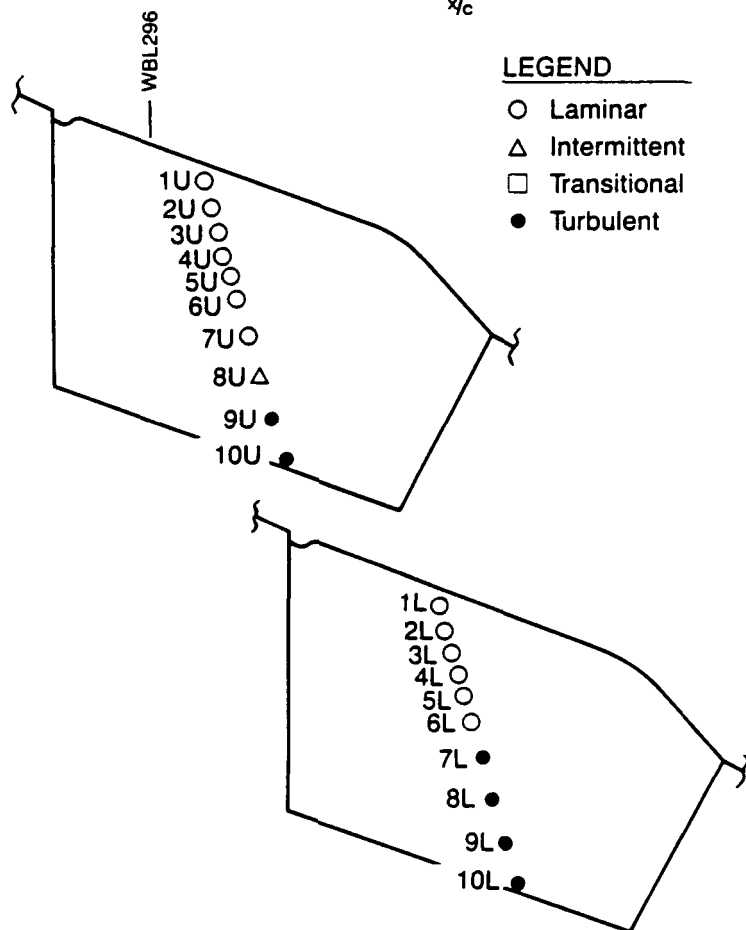 x/c
WBL296
LEGEND
Laminar
Intermittent
Transitional
Turbulent
1U
2U
3U
4U
5U
6U
7U
8U
9U
10U
1L
2L
3L
4L
5L
6L
7L
8L
9L
10L